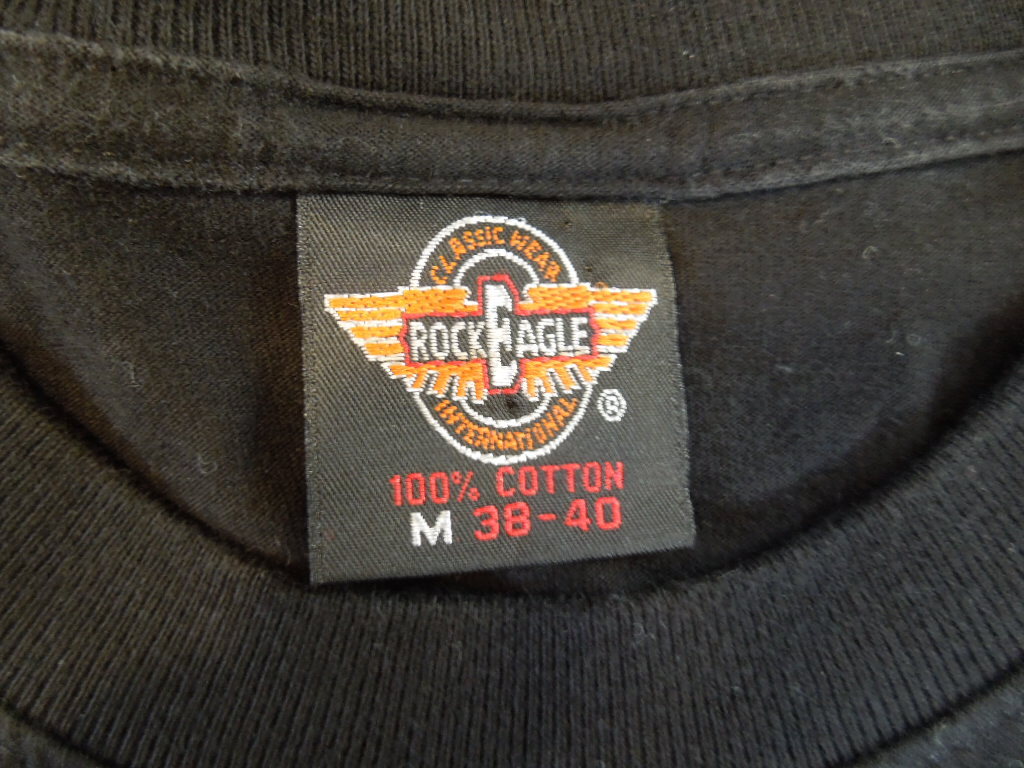 CLASSIC WEAR
ROCK EAGLE
INTERNATIONAL
®
100% COTTON
M 38-40